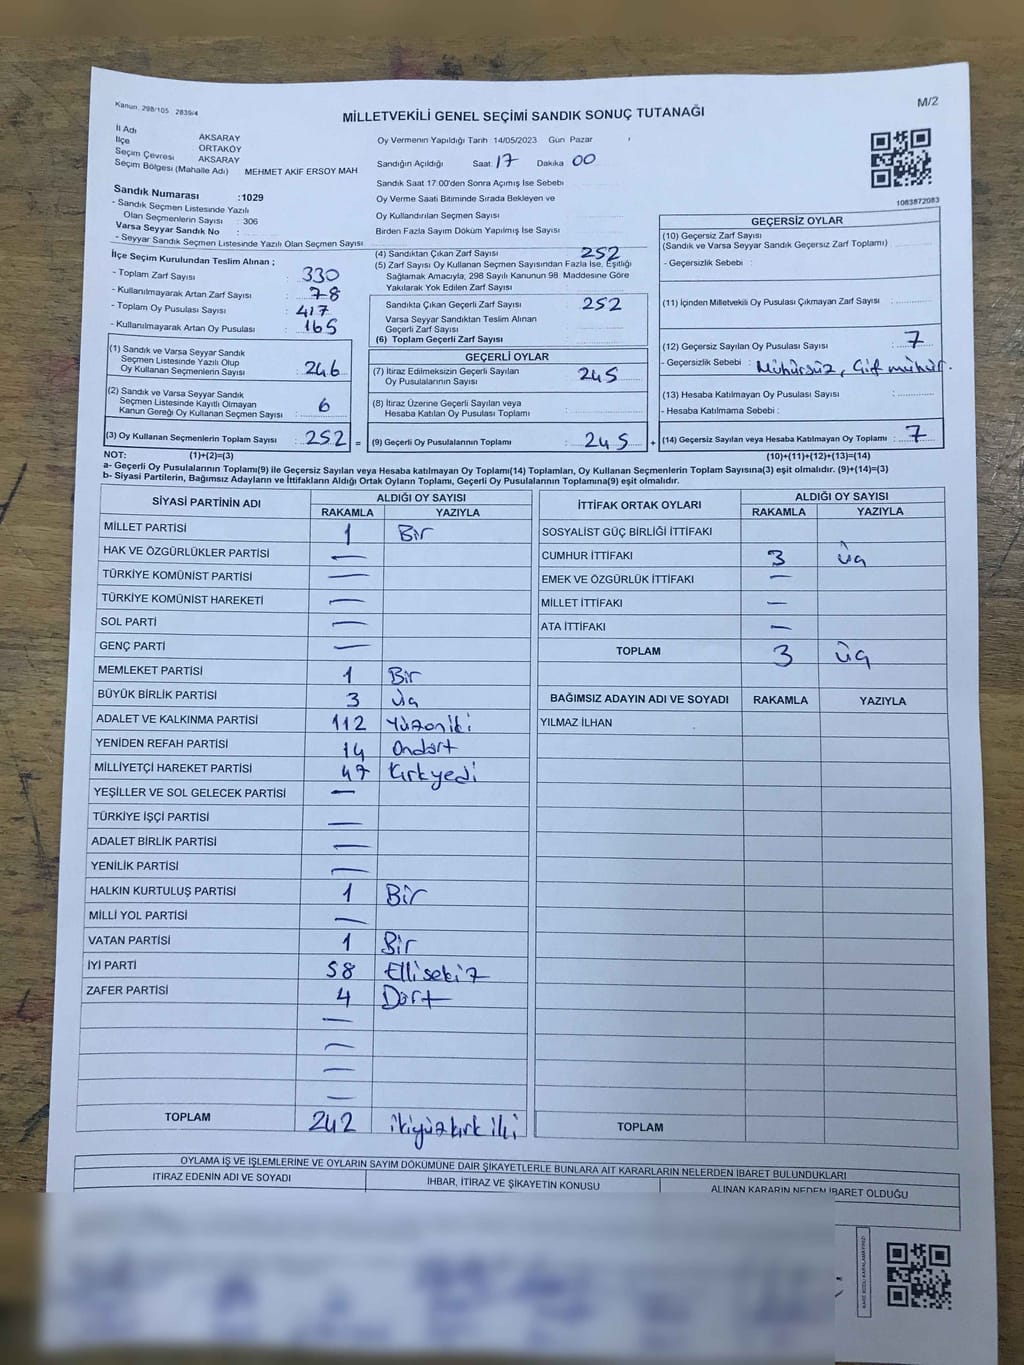 Kanun, 298/105 2839/4
M/2
MİLLETVEKİLİ GENEL SEÇİMİ SANDIK SONUÇ TUTANAĞI
İl Adı AKSARAY
İlçe ORTAKÖY
Seçim Çevresi AKSARAY
Seçim Bölgesi (Mahalle Adı) MEHMET AKİF ERSOY MAH
Sandık Numarası :1029
- Sandık Seçmen Listesinde Yazılı
Olan Seçmenlerin Sayısı : 306
Varsa Seyyar Sandık No :
- Seyyar Sandık Seçmen Listesinde Yazılı Olan Seçmen Sayısı
İlçe Seçim Kurulundan Teslim Alınan ;
- Toplam Zarf Sayısı : 330
- Kullanılmayarak Artan Zarf Sayısı : 78
- Toplam Oy Pusulası Sayısı : 417
- Kullanılmayarak Artan Oy Pusulası : 165
(1) Sandık ve Varsa Seyyar Sandık
Seçmen Listesinde Yazılı Olup
Oy Kullanan Seçmenlerin Sayısı : 246
(2) Sandık ve Varsa Seyyar Sandık
Seçmen Listesinde Kayıtlı Olmayan
Kanun Gereği Oy Kullanan Seçmen Sayısı : 6
(3) Oy Kullanan Seçmenlerin Toplam Sayısı : 252 =
Oy Vermenin Yapıldığı Tarih :14/05/2023 Gün Pazar
Sandığın Açıldığı Saat: 17 Dakika 00
Sandık Saat 17:00'den Sonra Açımış İse Sebebi
Oy Verme Saati Bitiminde Sırada Bekleyen ve
Oy Kullandırılan Seçmen Sayısı
Birden Fazla Sayım Döküm Yapılmış İse Sayısı
(4) Sandıktan Çıkan Zarf Sayısı 252
(5) Zarf Sayısı Oy Kullanan Seçmen Sayısından Fazla İse, Eşitliği
Sağlamak Amacıyla; 298 Sayılı Kanunun 98 Maddesine Göre
Yakılarak Yok Edilen Zarf Sayısı
Sandıkta Çıkan Geçerli Zarf Sayısı : 252
Varsa Seyyar Sandıktan Teslim Alınan
Geçerli Zarf Sayısı
(6) Toplam Geçerli Zarf Sayısı
GEÇERLİ OYLAR
(7) İtiraz Edilmeksizin Geçerli Sayılan
Oy Pusulalarının Sayısı : 245
(8) İtiraz Üzerine Geçerli Sayılan veya
Hesaba Katılan Oy Pusulası Toplamı
(9) Geçerli Oy Pusulalarının Toplamı : 245 +
1083872083
GEÇERSİZ OYLAR
(10) Geçersiz Zarf Sayısı
(Sandık ve Varsa Seyyar Sandık Geçersiz Zarf Toplamı)
- Geçersizlik Sebebi :
(11) İçinden Milletvekili Oy Pusulası Çıkmayan Zarf Sayısı
(12) Geçersiz Sayılan Oy Pusulası Sayısı : 7
- Geçersizlik Sebebi : Mühürsüz, Çift mühür.
(13) Hesaba Katılmayan Oy Pusulası Sayısı
- Hesaba Katılmama Sebebi :
(14) Geçersiz Sayılan veya Hesaba Katılmayan Oy Toplamı : 7
NOT: (1)+(2)=(3) (10)+(11)+(12)+(13)=(14)
a- Geçerli Oy Pusulalarının Toplamı(9) ile Geçersiz Sayılan veya Hesaba katılmayan Oy Toplamı(14) Toplamları, Oy Kullanan Seçmenlerin Toplam Sayısına(3) eşit olmalıdır. (9)+(14)=(3)
b- Siyasi Partilerin, Bağımsız Adayların ve İttifakların Aldığı Ortak Oyların Toplamı, Geçerli Oy Pusulalarının Toplamına(9) eşit olmalıdır.
SİYASİ PARTİNİN ADI ALDIĞI OY SAYISI
RAKAMLA YAZIYLA
MİLLET PARTİSİ 1 Bir
HAK VE ÖZGÜRLÜKLER PARTİSİ —
TÜRKİYE KOMÜNİST PARTİSİ —
TÜRKİYE KOMÜNİST HAREKETİ —
SOL PARTİ —
GENÇ PARTİ —
MEMLEKET PARTİSİ 1 Bir
BÜYÜK BİRLİK PARTİSİ 3 üç
ADALET VE KALKINMA PARTİSİ 112 Yüzoniki
YENİDEN REFAH PARTİSİ 14 Ondört
MİLLİYETÇİ HAREKET PARTİSİ 47 Kırkyedi
YEŞİLLER VE SOL GELECEK PARTİSİ —
TÜRKİYE İŞÇİ PARTİSİ —
ADALET BİRLİK PARTİSİ —
YENİLİK PARTİSİ —
HALKIN KURTULUŞ PARTİSİ 1 Bir
MİLLİ YOL PARTİSİ —
VATAN PARTİSİ 1 Bir
İYİ PARTİ 58 Ellisekiz
ZAFER PARTİSİ 4 Dört
—
—
—
—
TOPLAM 242 ikiyüzkırk iki
İTTİFAK ORTAK OYLARI ALDIĞI OY SAYISI
RAKAMLA YAZIYLA
SOSYALİST GÜÇ BİRLİĞİ İTTİFAKI
CUMHUR İTTİFAKI 3 üç
EMEK VE ÖZGÜRLÜK İTTİFAKI —
MİLLET İTTİFAKI —
ATA İTTİFAKI —
TOPLAM 3 üç
BAĞIMSIZ ADAYIN ADI VE SOYADI RAKAMLA YAZIYLA
YILMAZ İLHAN
TOPLAM
OYLAMA İŞ VE İŞLEMLERİNE VE OYLARIN SAYIM DÖKÜMÜNE DAİR ŞİKAYETLERLE BUNLARA AİT KARARLARIN NELERDEN İBARET BULUNDUKLARI
İTİRAZ EDENİN ADI VE SOYADI İHBAR, İTİRAZ VE ŞİKAYETİN KONUSU ALINAN KARARIN NEDEN İBARET OLDUĞU
KARE KODU KARALAMAYINIZ!